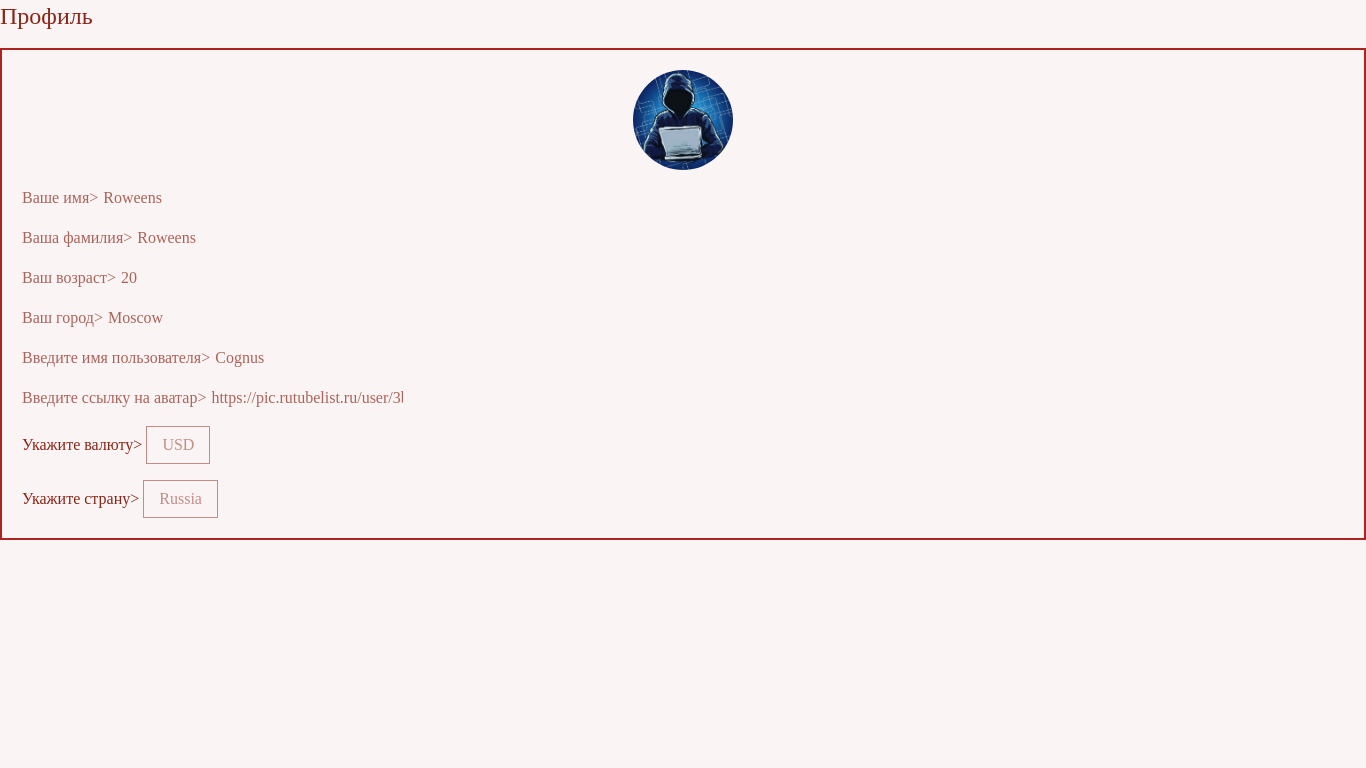 Профиль
Ваше имя> Roweens
Ваша фамилия> Roweens
Ваш возраст> 20
Ваш город> Moscow
Введите имя пользователя> Cognus
Введите ссылку на аватар> https://pic.rutubelist.ru/user/3
Укажите валюту> USD
Укажите страну> Russia